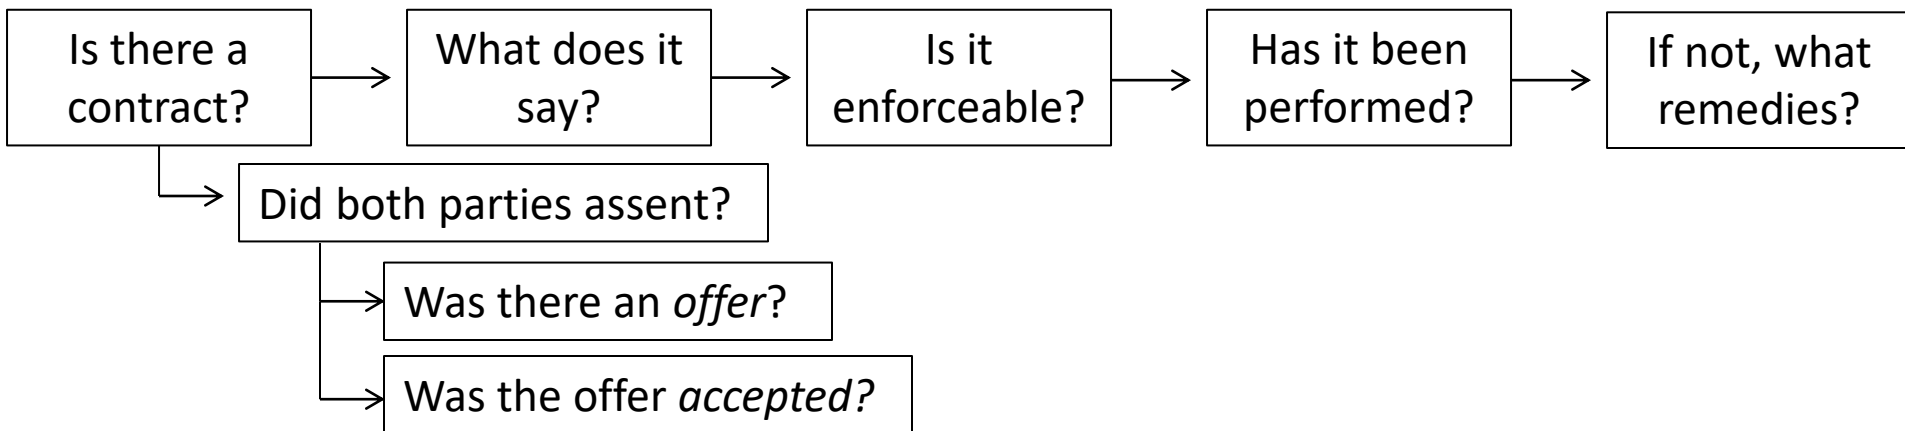 Is there a
contract?
What does it
say?
Is it
enforceable?
Has it been
performed?
If not, what
remedies?
Did both parties assent?
Was there an offer?
Was the offer accepted?